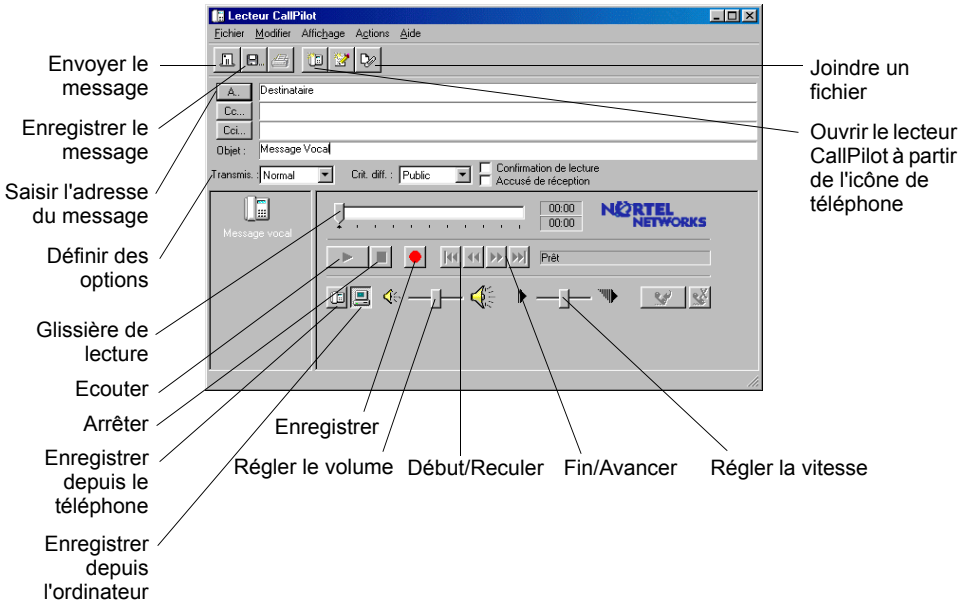 Lecteur CallPilot
Fichier Modifier Affichage Actions Aide
Envoyer le
message
Enregistrer le
message
Saisir l'adresse
du message
Définir des
options
Glissière de
lecture
Ecouter
Arrêter
Enregistrer
depuis le
téléphone
Enregistrer
depuis
l'ordinateur
A..
Destinataire
Cc...
Cci...
Objet :
Message Vocal
Transmis. :
Normal
Crit. diff. :
Public
Confirmation de lecture
Accusé de réception
Message vocal
00:00
00:00
NORTEL
NETWORKS
Prêt
Joindre un
fichier
Ouvrir le lecteur
CallPilot à partir
de l'icône de
téléphone
Enregistrer
Régler le volume
Début/Reculer
Fin/Avancer
Régler la vitesse